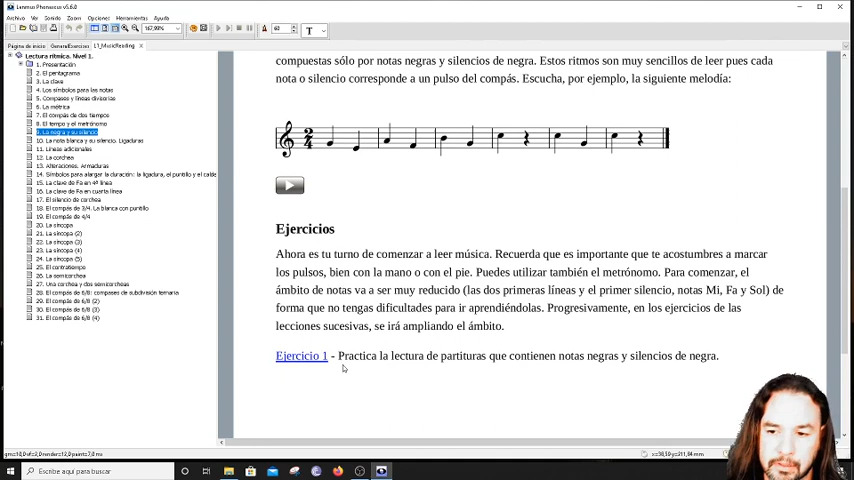 Lenmus Phonascus v5.6.0
Abrir Ver Sonido Zoom Opciones Herramientas Ayuda
167,99% 60 T
Página de inicio GeneralExercises L1_MusicReading
Lectura rítmica. Nivel 1.
1. Presentación
2. El pentagrama
3. La clave
4. Los símbolos para las notas
5. Compases y líneas divisorias
6. La métrica
7. El compás de dos tiempos
8. El tempo y el metrónomo
9. La negra y su silencio
10. La nota blanca y su silencio. Ligaduras
11. Líneas adicionales
12. La corchea
13. Alteraciones. Armaduras
14. Símbolos para alargar la duración: la ligadura, el puntillo y el calde
15. La clave de Fa en 4ª línea
16. La clave de Fa en cuarta línea
17. El silencio de corchea
18. El compás de 3/4. La blanca con puntillo
19. El compás de 4/4
20. La síncopa
21. La síncopa (2)
22. La síncopa (3)
23. La síncopa (4)
24. La síncopa (5)
25. El contratiempo
26. La semicorchea
27. Una corchea y dos semicorcheas
28. El compás de 6/8: compases de subdivisión ternaria
29. El compás de 6/8 (2)
30. El compás de 6/8 (3)
31. El compás de 6/8 (4)
compuestas sólo por notas negras y silencios de negra. Estos ritmos son muy sencillos de leer pues cada
nota o silencio corresponde a un pulso del compás. Escucha, por ejemplo, la siguiente melodía:
2
4
Ejercicios
Ahora es tu turno de comenzar a leer música. Recuerda que es importante que te acostumbres a marcar
los pulsos, bien con la mano o con el pie. Puedes utilizar también el metrónomo. Para comenzar, el
ámbito de notas va a ser muy reducido (las dos primeras líneas y el primer silencio, notas Mi, Fa y Sol) de
forma que no tengas dificultades para ir aprendiéndolas. Progresivamente, en los ejercicios de las
lecciones sucesivas, se irá ampliando el ámbito.
Ejercicio 1 - Practica la lectura de partituras que contienen notas negras y silencios de negra.
Escribe aquí para buscar